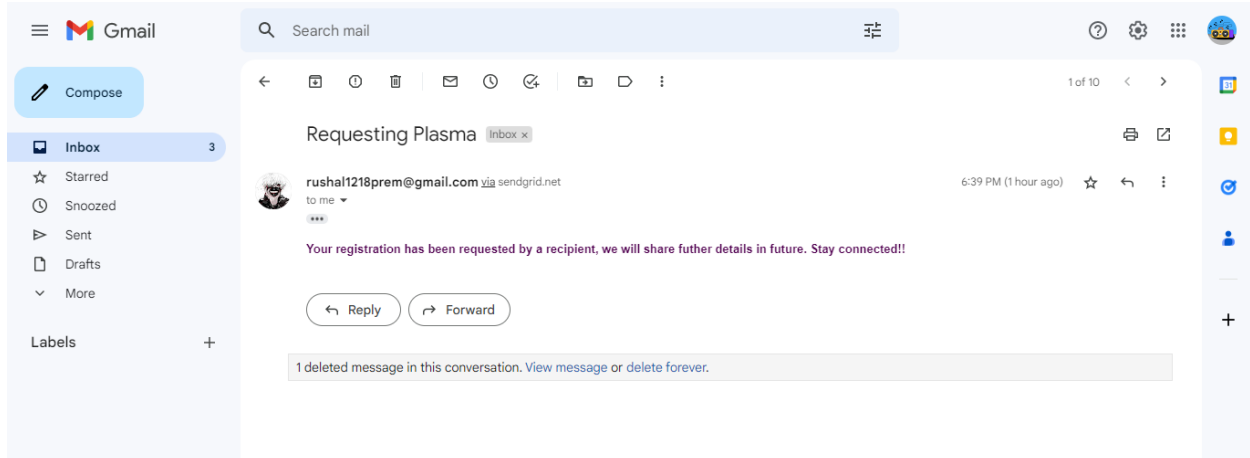 Gmail
Search mail
Compose
1 of 10
31
Requesting Plasma Inbox ×
Inbox 3
Starred
rushal1218prem@gmail.com via sendgrid.net 6:39 PM (1 hour ago)
to me
Snoozed
Sent
Your registration has been requested by a recipient, we will share futher details in future. Stay connected!!
Drafts
More
Reply Forward
Labels +
1 deleted message in this conversation. View message or delete forever.